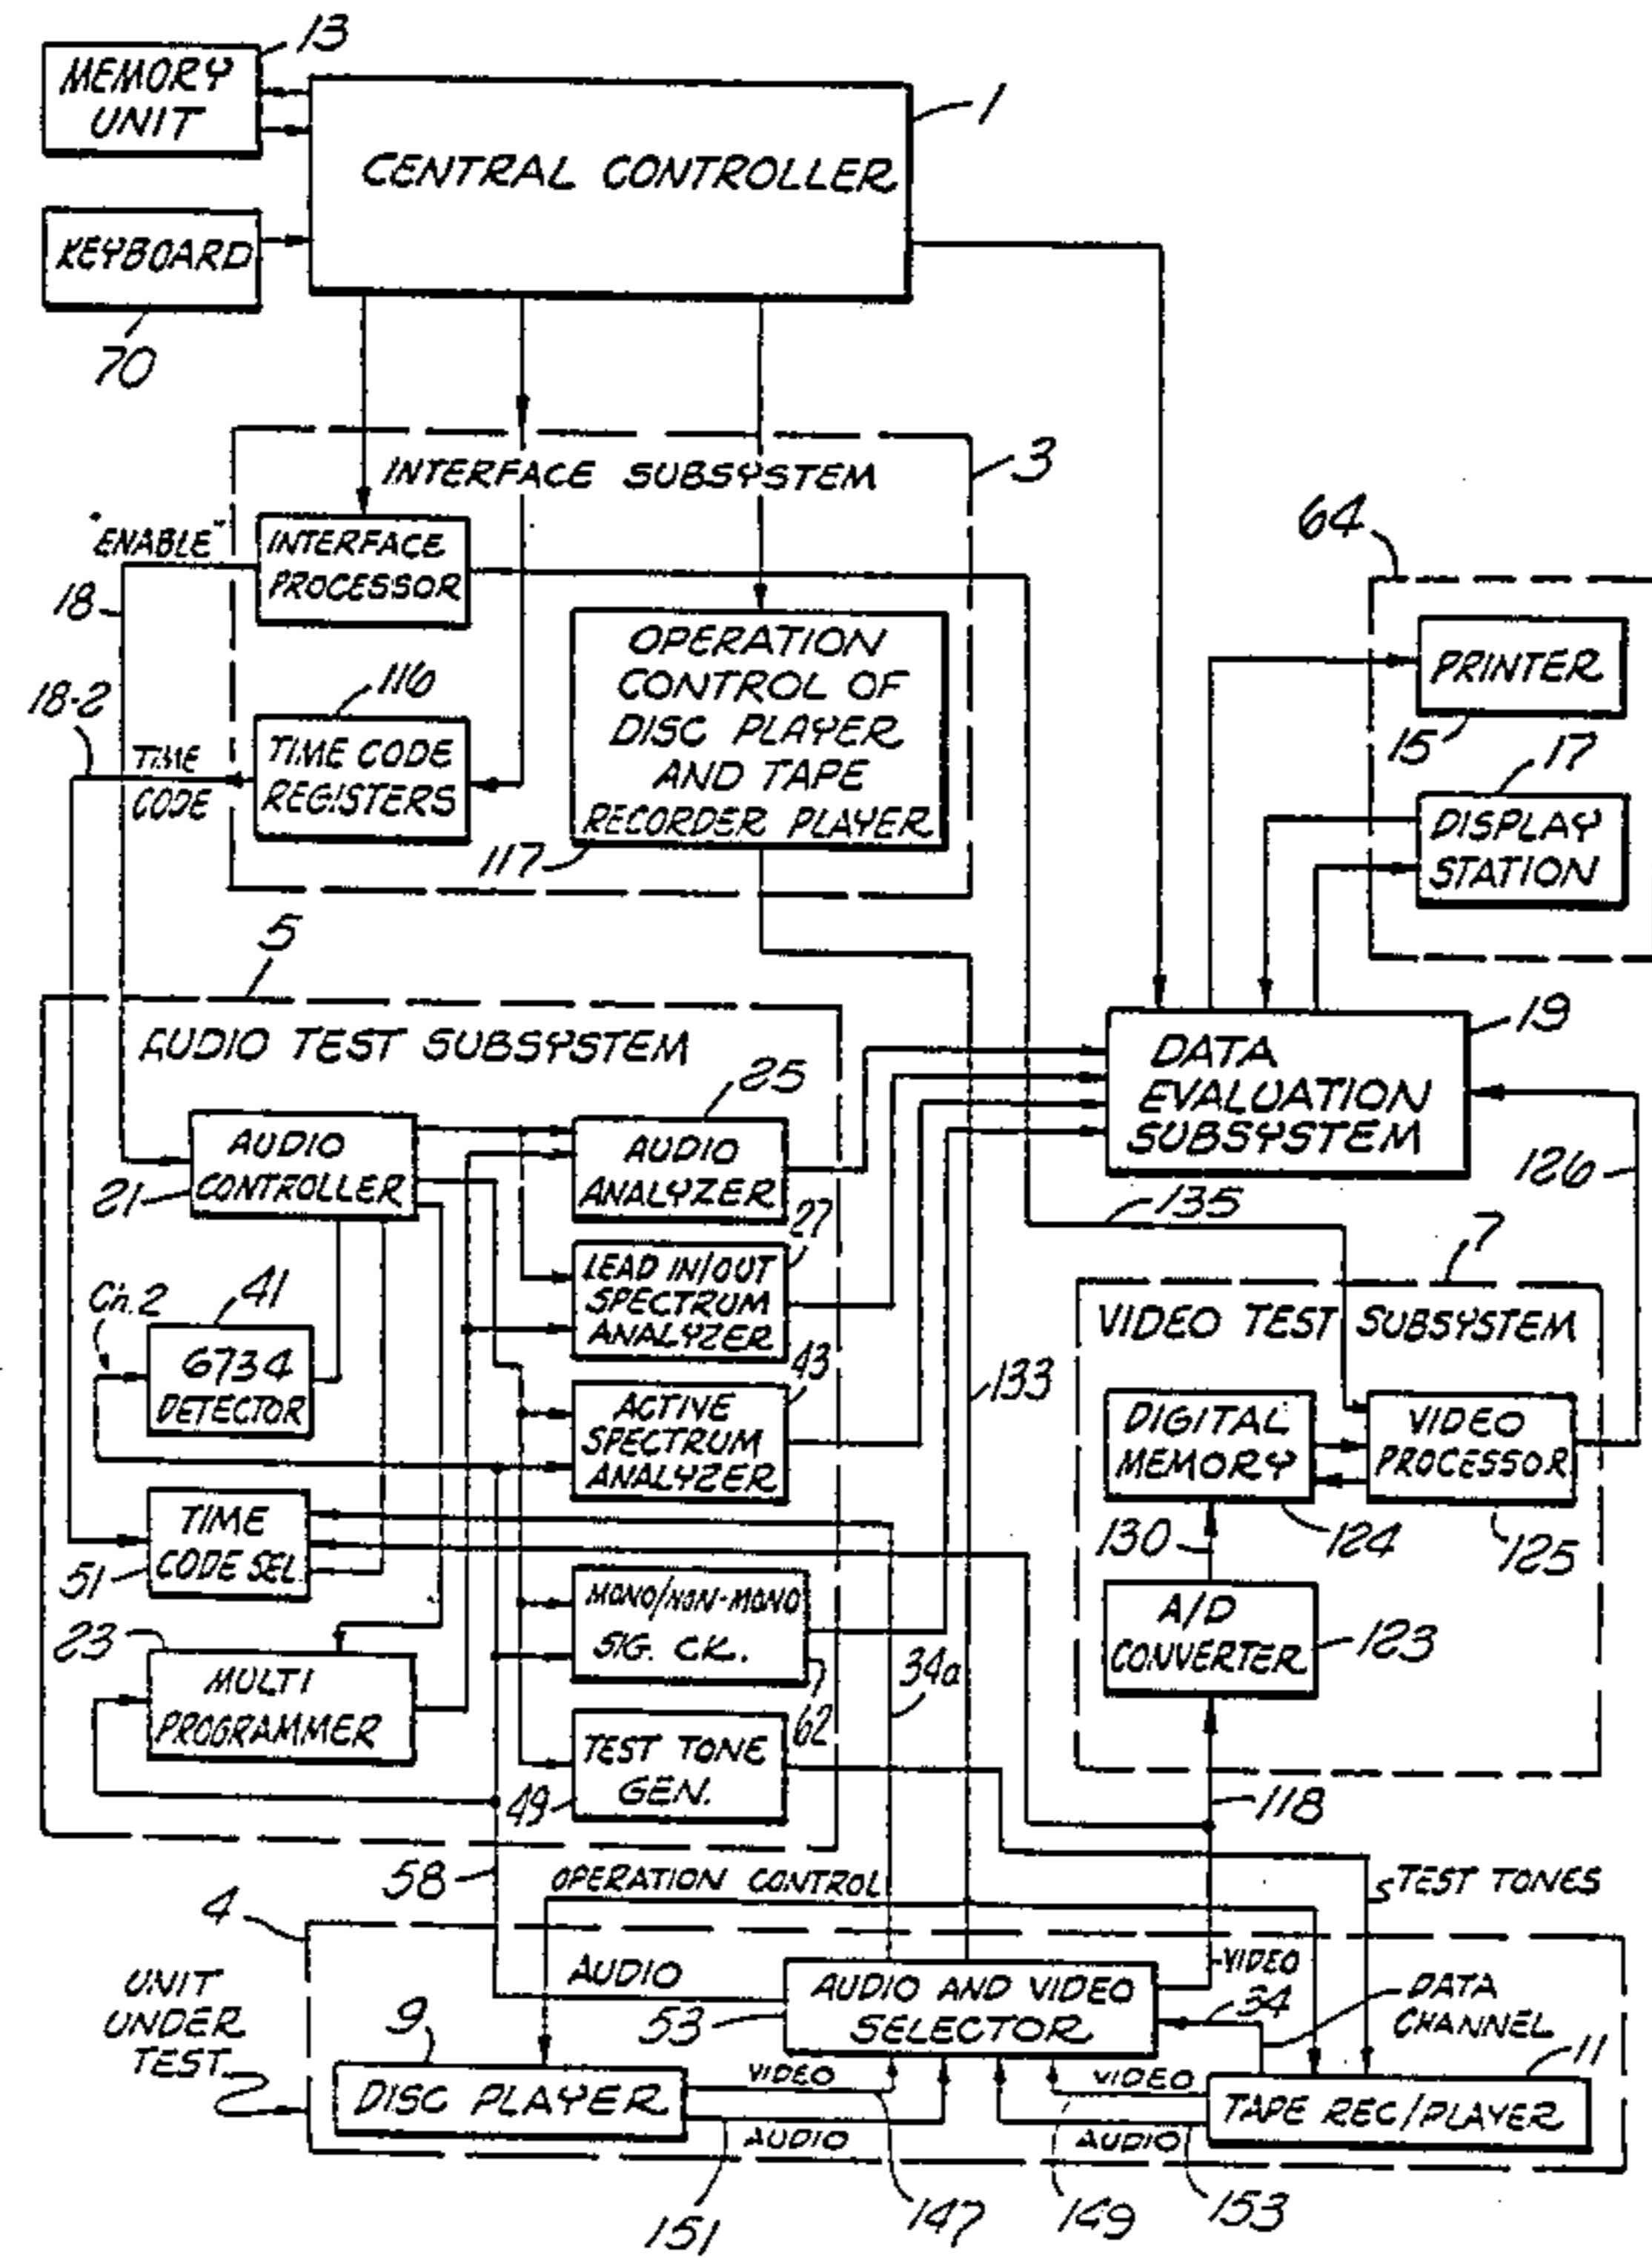 13
MEMORY
UNIT
1
CENTRAL CONTROLLER
KEYBOARD
70
INTERFACE SUBSYSTEM
3
64
"ENABLE"
INTERFACE
PROCESSOR
18
OPERATION
CONTROL OF
DISC PLAYER
AND TAPE
RECORDER PLAYER
117
PRINTER
15
18-2
116
TIME
CODE
TIME CODE
REGISTERS
17
DISPLAY
STATION
5
AUDIO TEST SUBSYSTEM
19
DATA
EVALUATION
SUBSYSTEM
25
AUDIO
CONTROLLER
21
AUDIO
ANALYZER
126
135
27
LEAD IN/OUT
SPECTRUM
ANALYZER
7
VIDEO TEST SUBSYSTEM
Ch.2
41
6734
DETECTOR
43
ACTIVE
SPECTRUM
ANALYZER
133
DIGITAL
MEMORY
VIDEO
PROCESSOR
TIME
CODE SEL
51
130
124
125
MONO/NON-MONO
SIG. CK.
A/D
CONVERTER
123
23
MULTI
PROGRAMMER
34a
62
TEST TONE
GEN.
49
118
58
OPERATION CONTROL
TEST TONES
4
UNIT
UNDER
TEST
AUDIO
AUDIO AND VIDEO
SELECTOR
53
VIDEO
34
DATA
CHANNEL
9
DISC PLAYER
VIDEO
AUDIO
VIDEO
AUDIO
11
TAPE REC/PLAYER
151
147
149
153